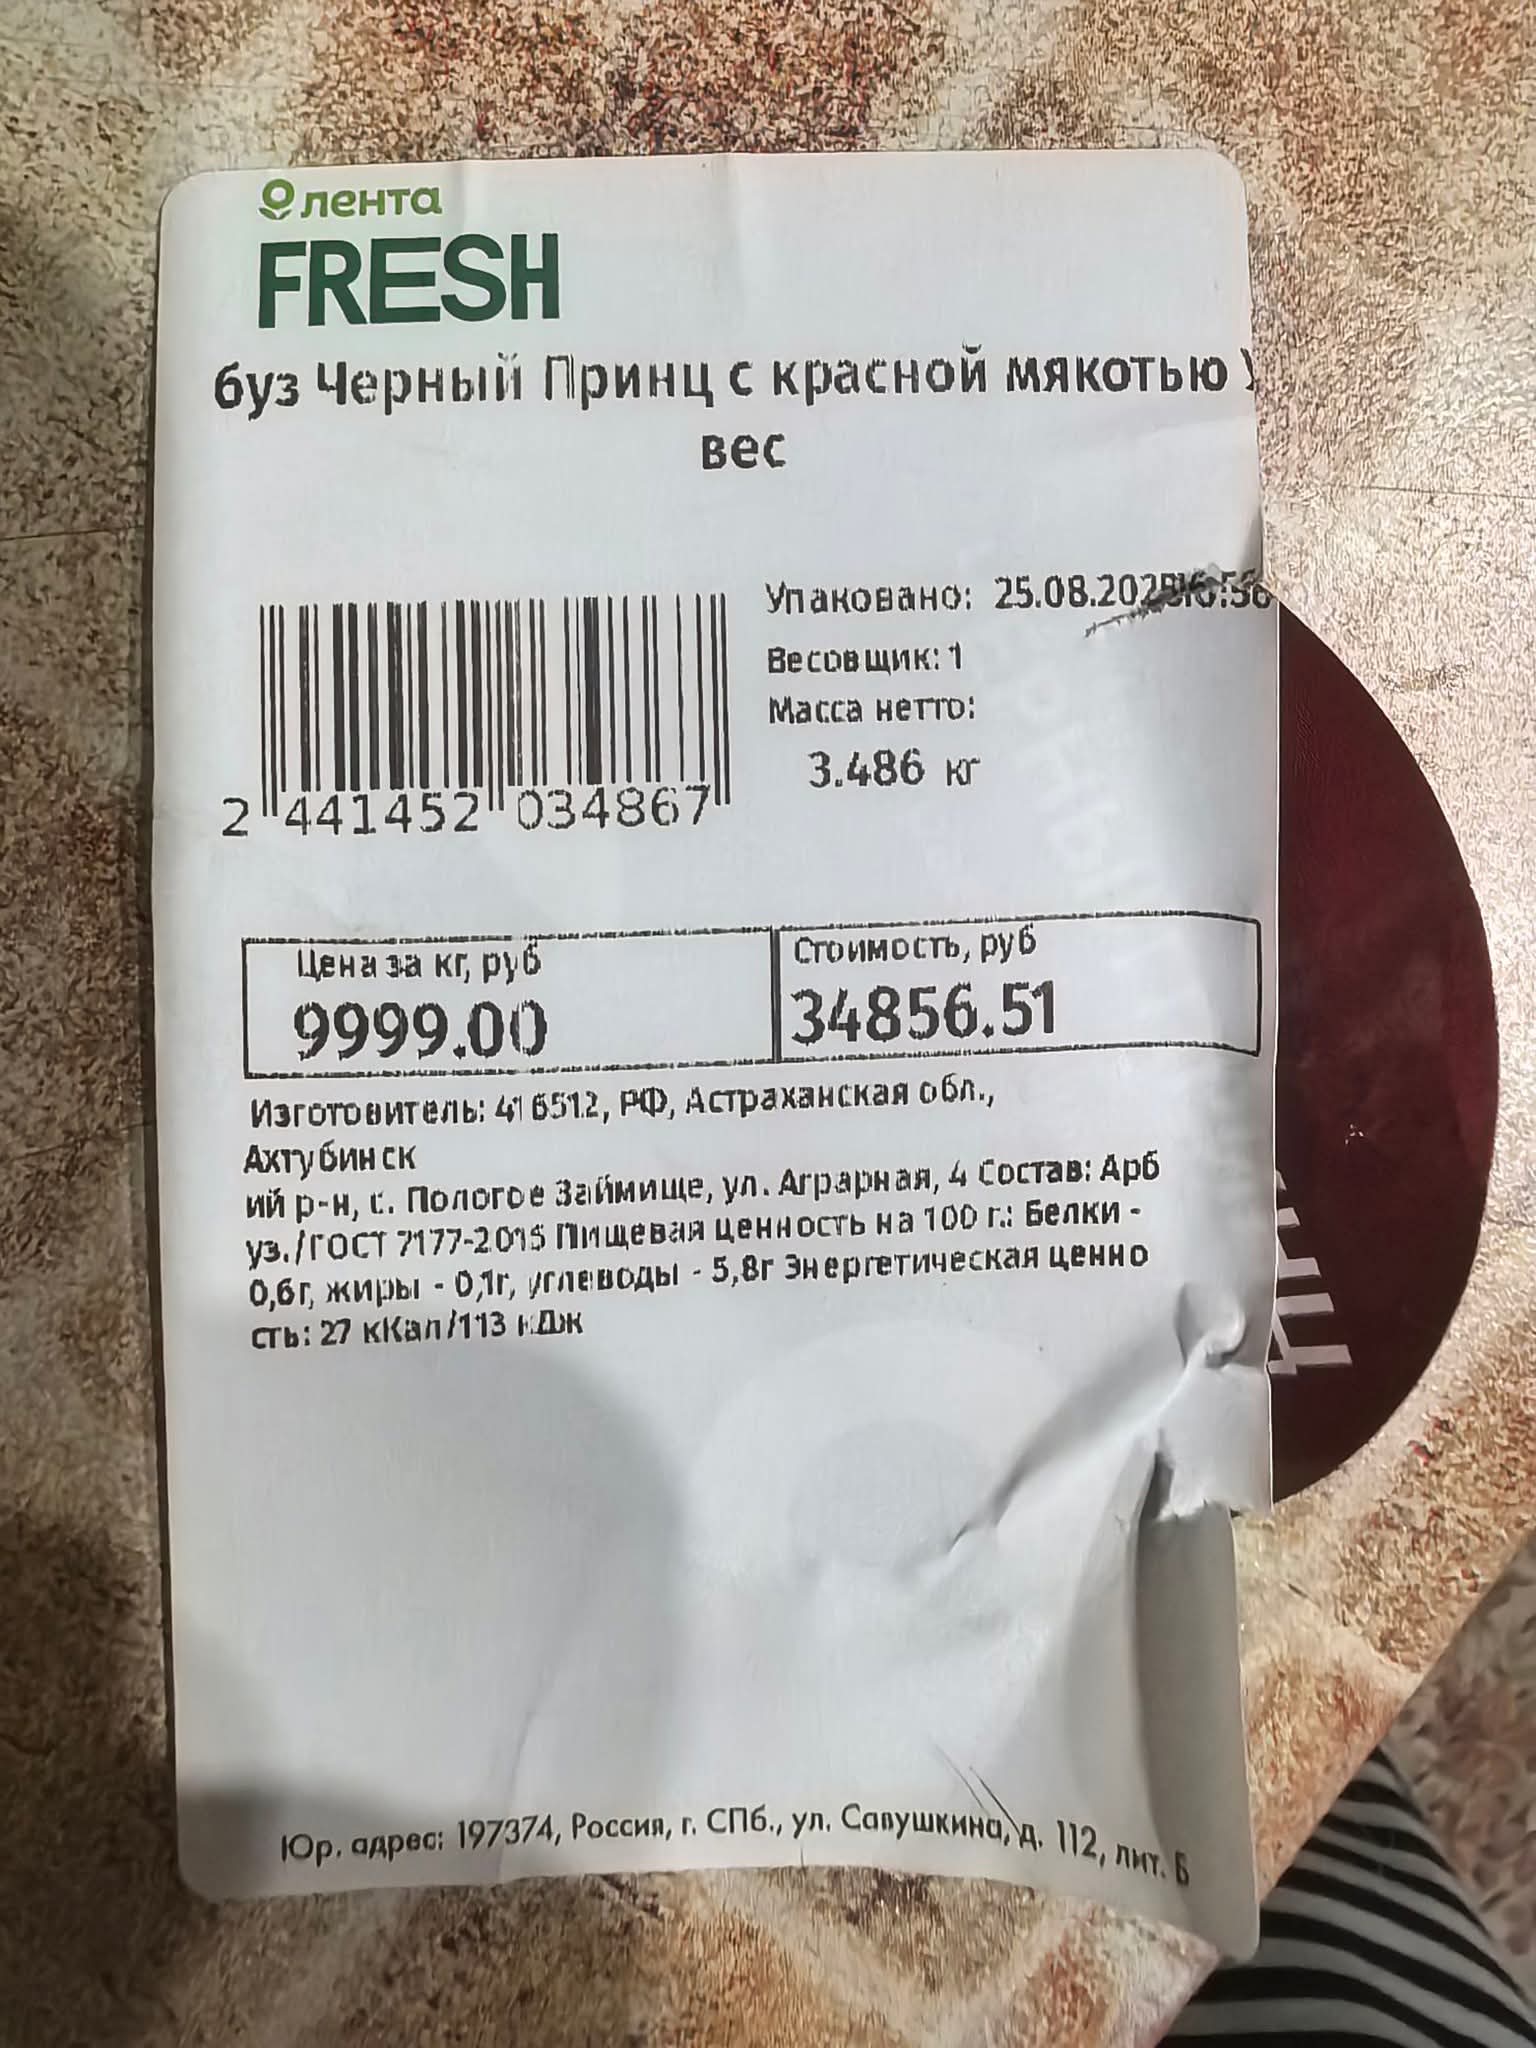 лента
FRESH
буз Черный Принц с красной мякотью
вес
Упаковано: 25.08.2025 16:56
Весовщик: 1
Масса нетто:
3.486 кг
2 441452 034867
Цена за кг, руб
9999.00
Стоимость, руб
34856.51
Изготовитель: 416512, РФ, Астраханская обл.,
Ахтубинск
ий р-н, с. Пологое Займище, ул. Аграрная, 4 Состав: Арб
уз./ГОСТ 7177-2015 Пищевая ценность на 100 г.: Белки -
0,6г, жиры - 0,1г, углеводы - 5,8г Энергетическая ценно
сть: 27 кКал/113 кДж
Юр. адрес: 197374, Россия, г. СПб., ул. Савушкина, д. 112, лит. Б